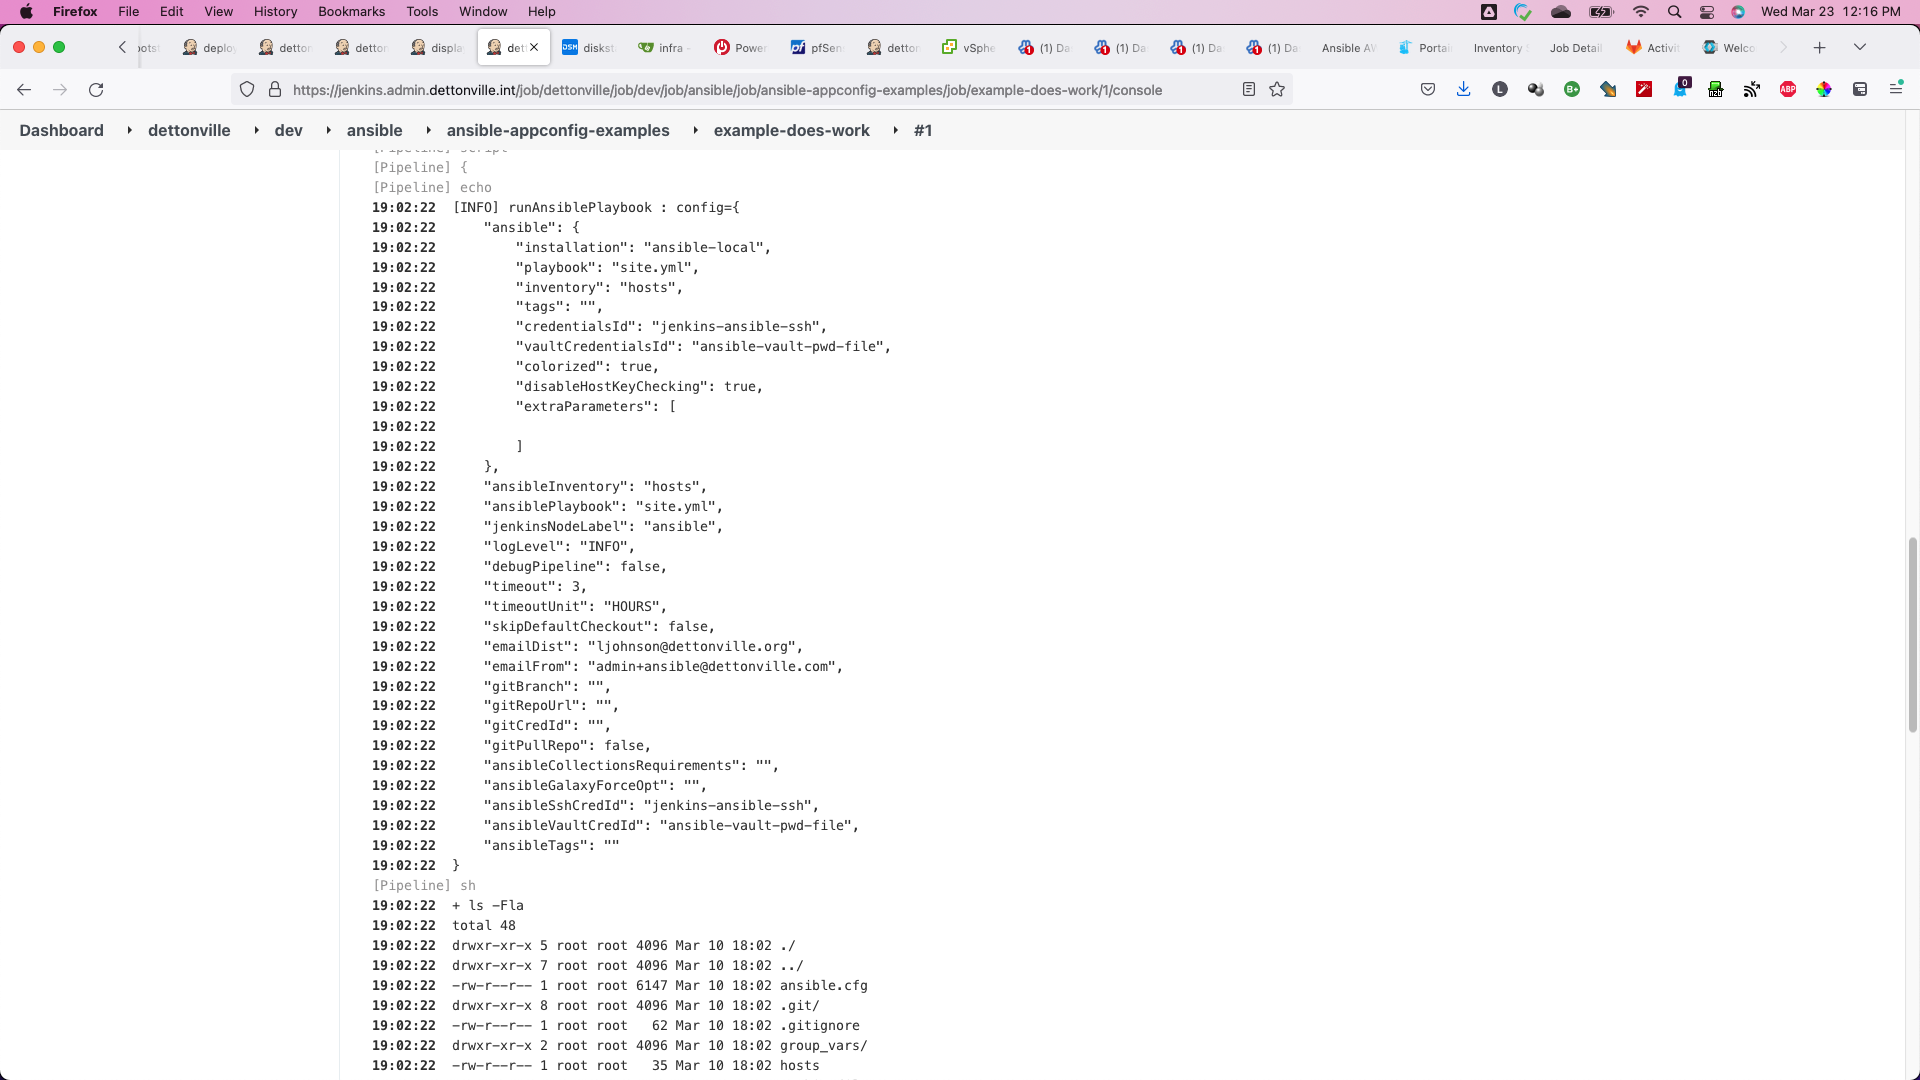 Firefox File Edit View History Bookmarks Tools Window Help Wed Mar 23 12:16 PM
deplo detton detton displa det diskst infra - Power pfSen detton vSphe (1) Da (1) Da (1) Da (1) Da Ansible AW Portai Inventory Job Detail Activi Welco
https://jenkins.admin.dettonville.int/job/dettonville/job/dev/job/ansible/job/ansible-appconfig-examples/job/example-does-work/1/console
Dashboard dettonville dev ansible ansible-appconfig-examples example-does-work #1
[Pipeline] script
[Pipeline] {
[Pipeline] echo
19:02:22 [INFO] runAnsiblePlaybook : config={
19:02:22 "ansible": {
19:02:22 "installation": "ansible-local",
19:02:22 "playbook": "site.yml",
19:02:22 "inventory": "hosts",
19:02:22 "tags": "",
19:02:22 "credentialsId": "jenkins-ansible-ssh",
19:02:22 "vaultCredentialsId": "ansible-vault-pwd-file",
19:02:22 "colorized": true,
19:02:22 "disableHostKeyChecking": true,
19:02:22 "extraParameters": [
19:02:22
19:02:22 ]
19:02:22 },
19:02:22 "ansibleInventory": "hosts",
19:02:22 "ansiblePlaybook": "site.yml",
19:02:22 "jenkinsNodeLabel": "ansible",
19:02:22 "logLevel": "INFO",
19:02:22 "debugPipeline": false,
19:02:22 "timeout": 3,
19:02:22 "timeoutUnit": "HOURS",
19:02:22 "skipDefaultCheckout": false,
19:02:22 "emailDist": "ljohnson@dettonville.org",
19:02:22 "emailFrom": "admin+ansible@dettonville.com",
19:02:22 "gitBranch": "",
19:02:22 "gitRepoUrl": "",
19:02:22 "gitCredId": "",
19:02:22 "gitPullRepo": false,
19:02:22 "ansibleCollectionsRequirements": "",
19:02:22 "ansibleGalaxyForceOpt": "",
19:02:22 "ansibleSshCredId": "jenkins-ansible-ssh",
19:02:22 "ansibleVaultCredId": "ansible-vault-pwd-file",
19:02:22 "ansibleTags": ""
19:02:22 }
[Pipeline] sh
19:02:22 + ls -Fla
19:02:22 total 48
19:02:22 drwxr-xr-x 5 root root 4096 Mar 10 18:02 ./
19:02:22 drwxr-xr-x 7 root root 4096 Mar 10 18:02 ../
19:02:22 -rw-r--r-- 1 root root 6147 Mar 10 18:02 ansible.cfg
19:02:22 drwxr-xr-x 8 root root 4096 Mar 10 18:02 .git/
19:02:22 -rw-r--r-- 1 root root 62 Mar 10 18:02 .gitignore
19:02:22 drwxr-xr-x 2 root root 4096 Mar 10 18:02 group_vars/
19:02:22 -rw-r--r-- 1 root root 35 Mar 10 18:02 hosts